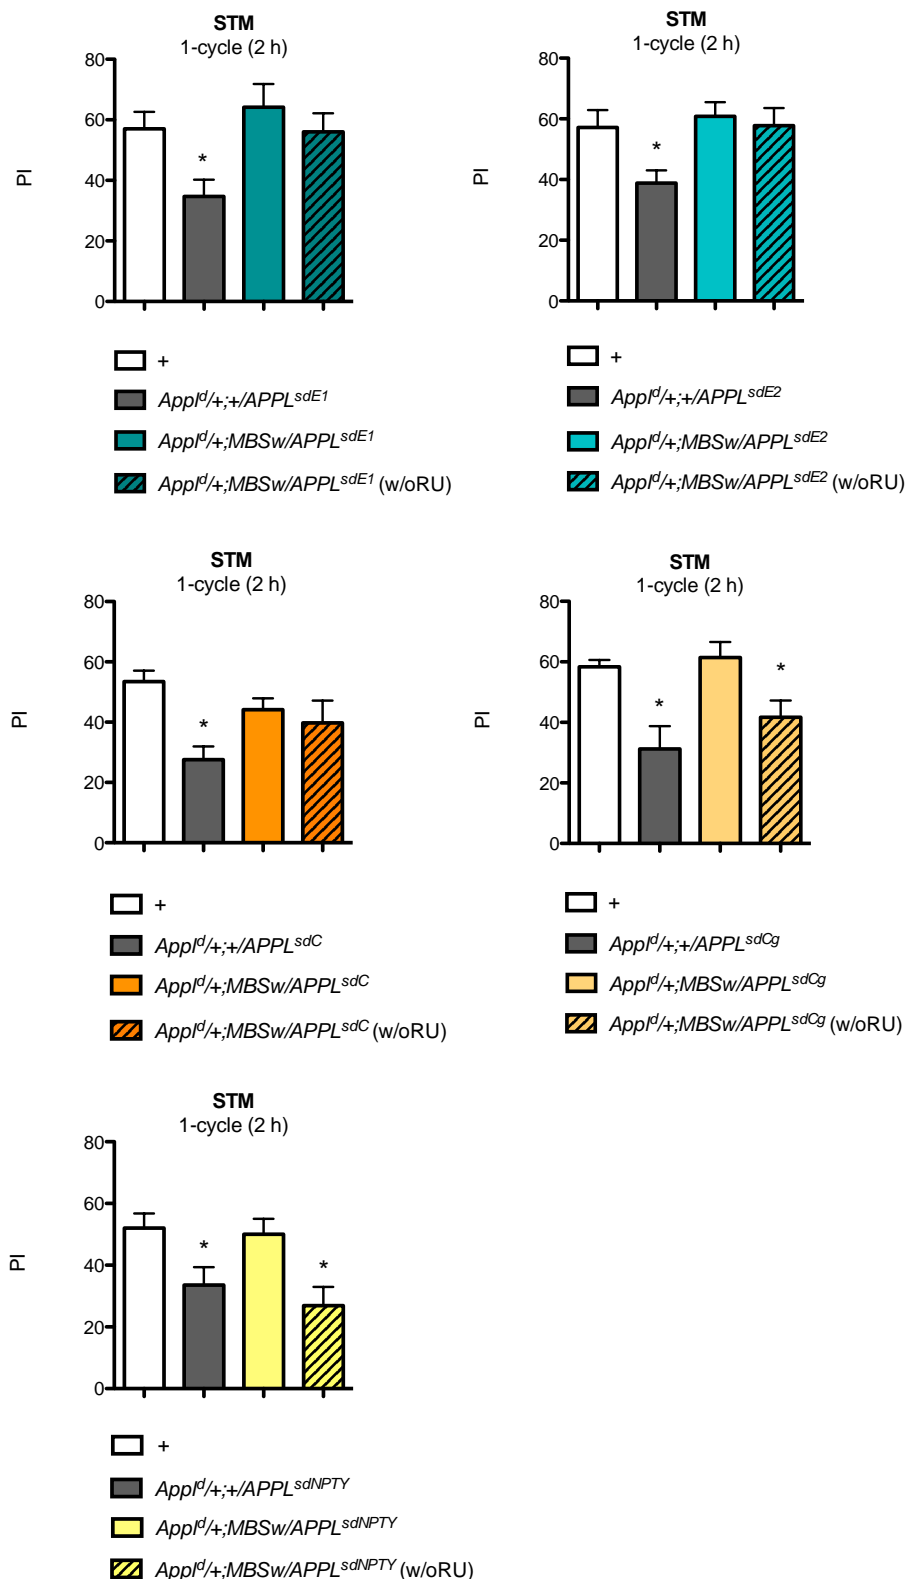 STM
1-cycle (2 h)
80
60
40
20
0
PI
*
+
Appld/+;+/APPLsdE1
Appld/+;MBSw/APPLsdE1
Appld/+;MBSw/APPLsdE1 (w/oRU)
STM
1-cycle (2 h)
80
60
40
20
0
PI
*
+
Appld/+;+/APPLsdE2
Appld/+;MBSw/APPLsdE2
Appld/+;MBSw/APPLsdE2 (w/oRU)
STM
1-cycle (2 h)
80
60
40
20
0
PI
*
+
Appld/+;+/APPLsdC
Appld/+;MBSw/APPLsdC
Appld/+;MBSw/APPLsdC (w/oRU)
STM
1-cycle (2 h)
80
60
40
20
0
PI
* *
+
Appld/+;+/APPLsdCg
Appld/+;MBSw/APPLsdCg
Appld/+;MBSw/APPLsdCg (w/oRU)
STM
1-cycle (2 h)
80
60
40
20
0
PI
* *
+
Appld/+;+/APPLsdNPTY
Appld/+;MBSw/APPLsdNPTY
Appld/+;MBSw/APPLsdNPTY (w/oRU)